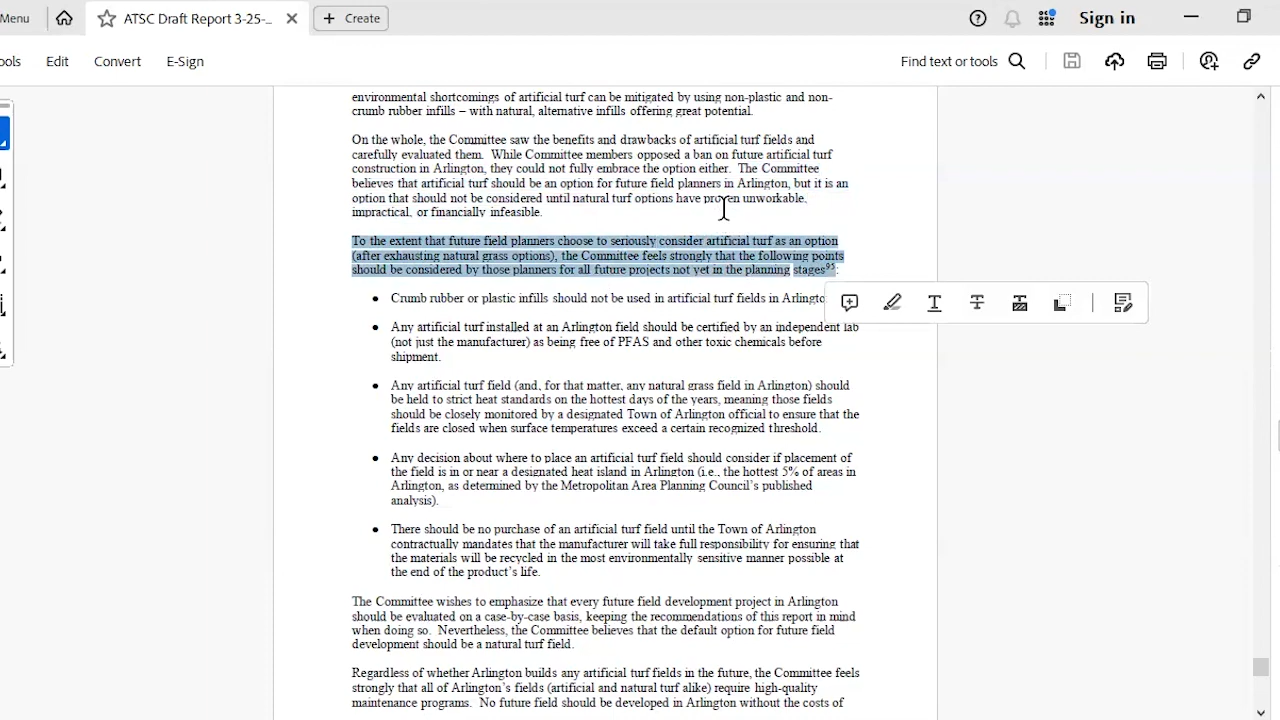 Menu
ATSC Draft Report 3-25-...
Create
Sign in
ools
Edit
Convert
E-Sign
Find text or tools
environmental shortcomings of artificial turf can be mitigated by using non-plastic and non-
crumb rubber infills – with natural, alternative infills offering great potential.
On the whole, the Committee saw the benefits and drawbacks of artificial turf fields and
carefully evaluated them. While Committee members opposed a ban on future artificial turf
construction in Arlington, they could not fully embrace the option either. The Committee
believes that artificial turf should be an option for future field planners in Arlington, but it is an
option that should not be considered until natural turf options have proven unworkable,
impractical, or financially infeasible.
To the extent that future field planners choose to seriously consider artificial turf as an option
(after exhausting natural grass options), the Committee feels strongly that the following points
should be considered by those planners for all future projects not yet in the planning stages95:
• Crumb rubber or plastic infills should not be used in artificial turf fields in Arlingto
• Any artificial turf installed at an Arlington field should be certified by an independent lab
(not just the manufacturer) as being free of PFAS and other toxic chemicals before
shipment.
• Any artificial turf field (and, for that matter, any natural grass field in Arlington) should
be held to strict heat standards on the hottest days of the years, meaning those fields
should be closely monitored by a designated Town of Arlington official to ensure that the
fields are closed when surface temperatures exceed a certain recognized threshold.
• Any decision about where to place an artificial turf field should consider if placement of
the field is in or near a designated heat island in Arlington (i.e., the hottest 5% of areas in
Arlington, as determined by the Metropolitan Area Planning Council's published
analysis).
• There should be no purchase of an artificial turf field until the Town of Arlington
contractually mandates that the manufacturer will take full responsibility for ensuring that
the materials will be recycled in the most environmentally sensitive manner possible at
the end of the product's life.
The Committee wishes to emphasize that every future field development project in Arlington
should be evaluated on a case-by-case basis, keeping the recommendations of this report in mind
when doing so. Nevertheless, the Committee believes that the default option for future field
development should be a natural turf field.
Regardless of whether Arlington builds any artificial turf fields in the future, the Committee feels
strongly that all of Arlington's fields (artificial and natural turf alike) require high-quality
maintenance programs. No future field should be developed in Arlington without the costs of